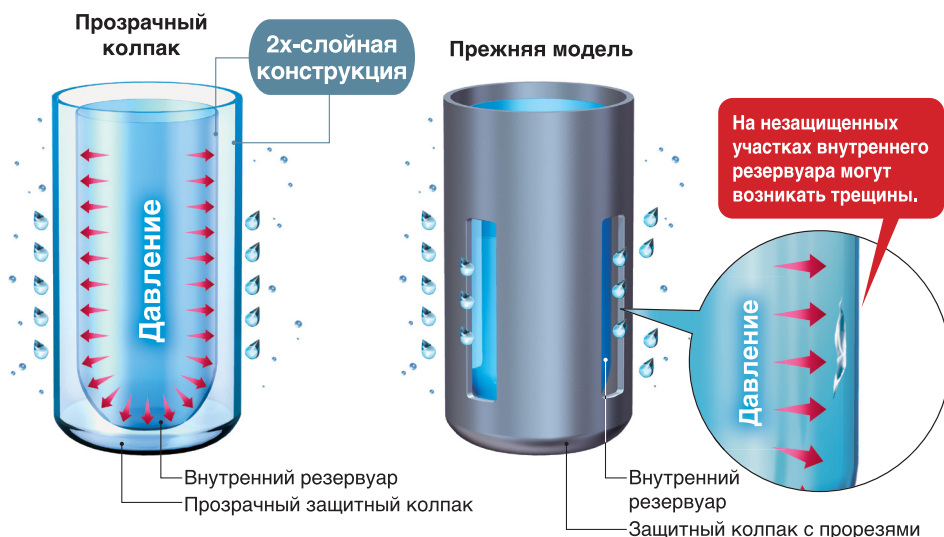 Прозрачный
колпак
2х-слойная
конструкция
Давление
Внутренний резервуар
Прозрачный защитный колпак
Прежняя модель
На незащищенных
участках внутреннего
резервуара могут
возникать трещины.
Давление
Внутренний
резервуар
Защитный колпак с прорезями